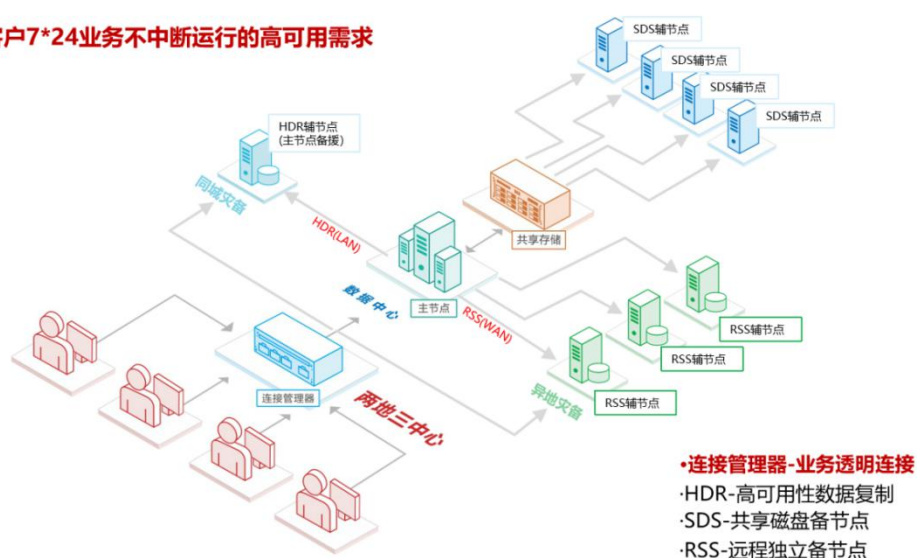 户7*24业务不中断运行的高可用需求
SDS辅节点
SDS辅节点
SDS辅节点
SDS辅节点
HDR辅节点
(主节点备援)
同城灾备
HDR(LAN)
共享存储
数据中心
主节点
RSS(WAN)
RSS辅节点
RSS辅节点
RSS辅节点
异地灾备
连接管理器
两地三中心
•连接管理器-业务透明连接
·HDR-高可用性数据复制
·SDS-共享磁盘备节点
·RSS-远程独立备节点